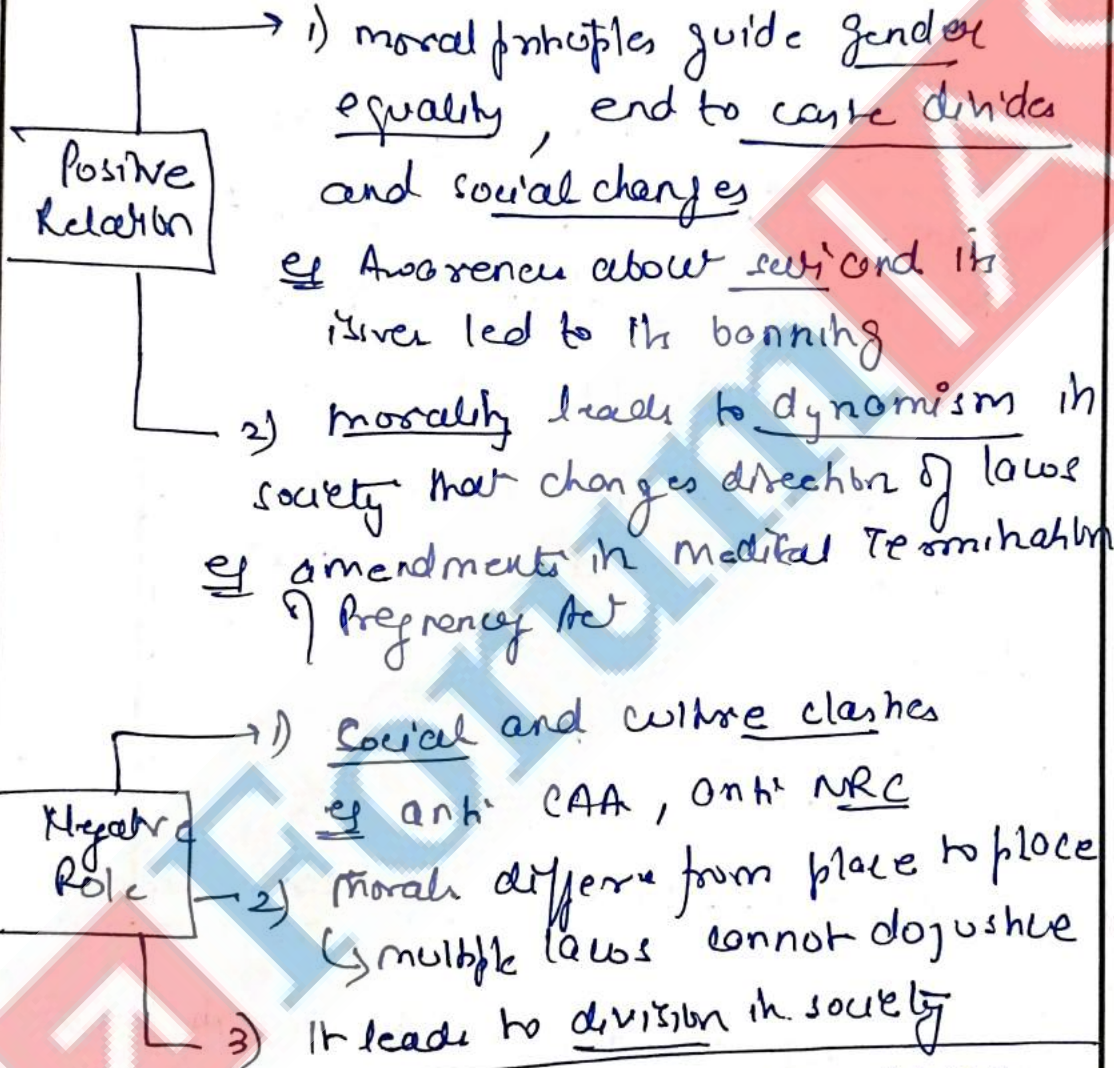 1) moral principles guide gender
equality, end to caste divides
and social changes
Positive
Relation
eg Awareness about sati and its
issues led to its banning
2) morality leads to dynamism in
society that changes direction of laws
eg amendments in Medical Termination
of Pregnancy Act
1) Social and culture clashes
Negative
Role
eg anti CAA, anti NRC
2) Morals differ from place to place
↳ multiple laws cannot do justice
3) It leads to division in society
Forum IAS